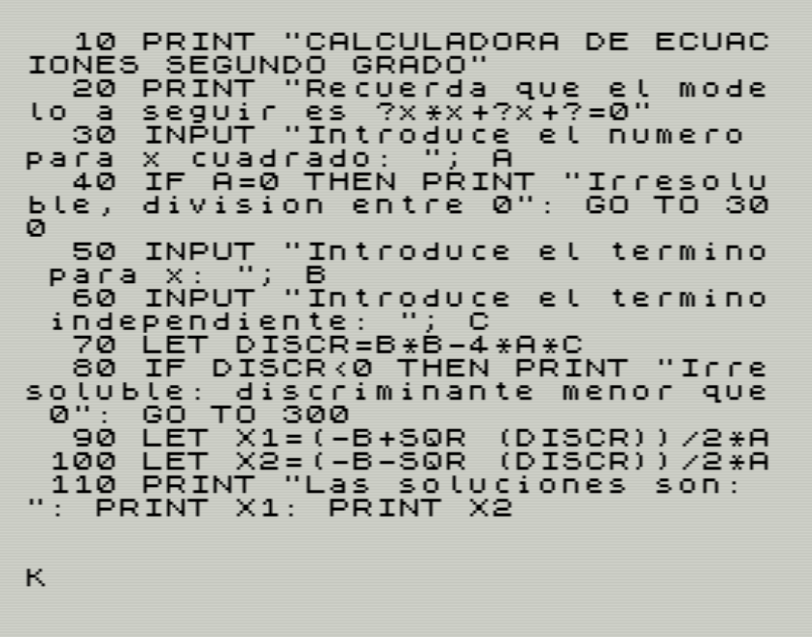 10 PRINT "CALCULADORA DE ECUAC
IONES SEGUNDO GRADO"
20 PRINT "Recuerda que el mode
lo a seguir es ?x*x+?x+?=0"
30 INPUT "Introduce el numero
para x cuadrado: "; A
40 IF A=0 THEN PRINT "Irresolu
ble, division entre 0": GO TO 30
0
50 INPUT "Introduce el termino
para x: "; B
60 INPUT "Introduce el termino
independiente: "; C
70 LET DISCR=B*B-4*A*C
80 IF DISCR<0 THEN PRINT "Irre
soluble: discriminante menor que
0": GO TO 300
90 LET X1=(-B+SQR (DISCR))/2*A
100 LET X2=(-B-SQR (DISCR))/2*A
110 PRINT "Las soluciones son:
": PRINT X1: PRINT X2
K